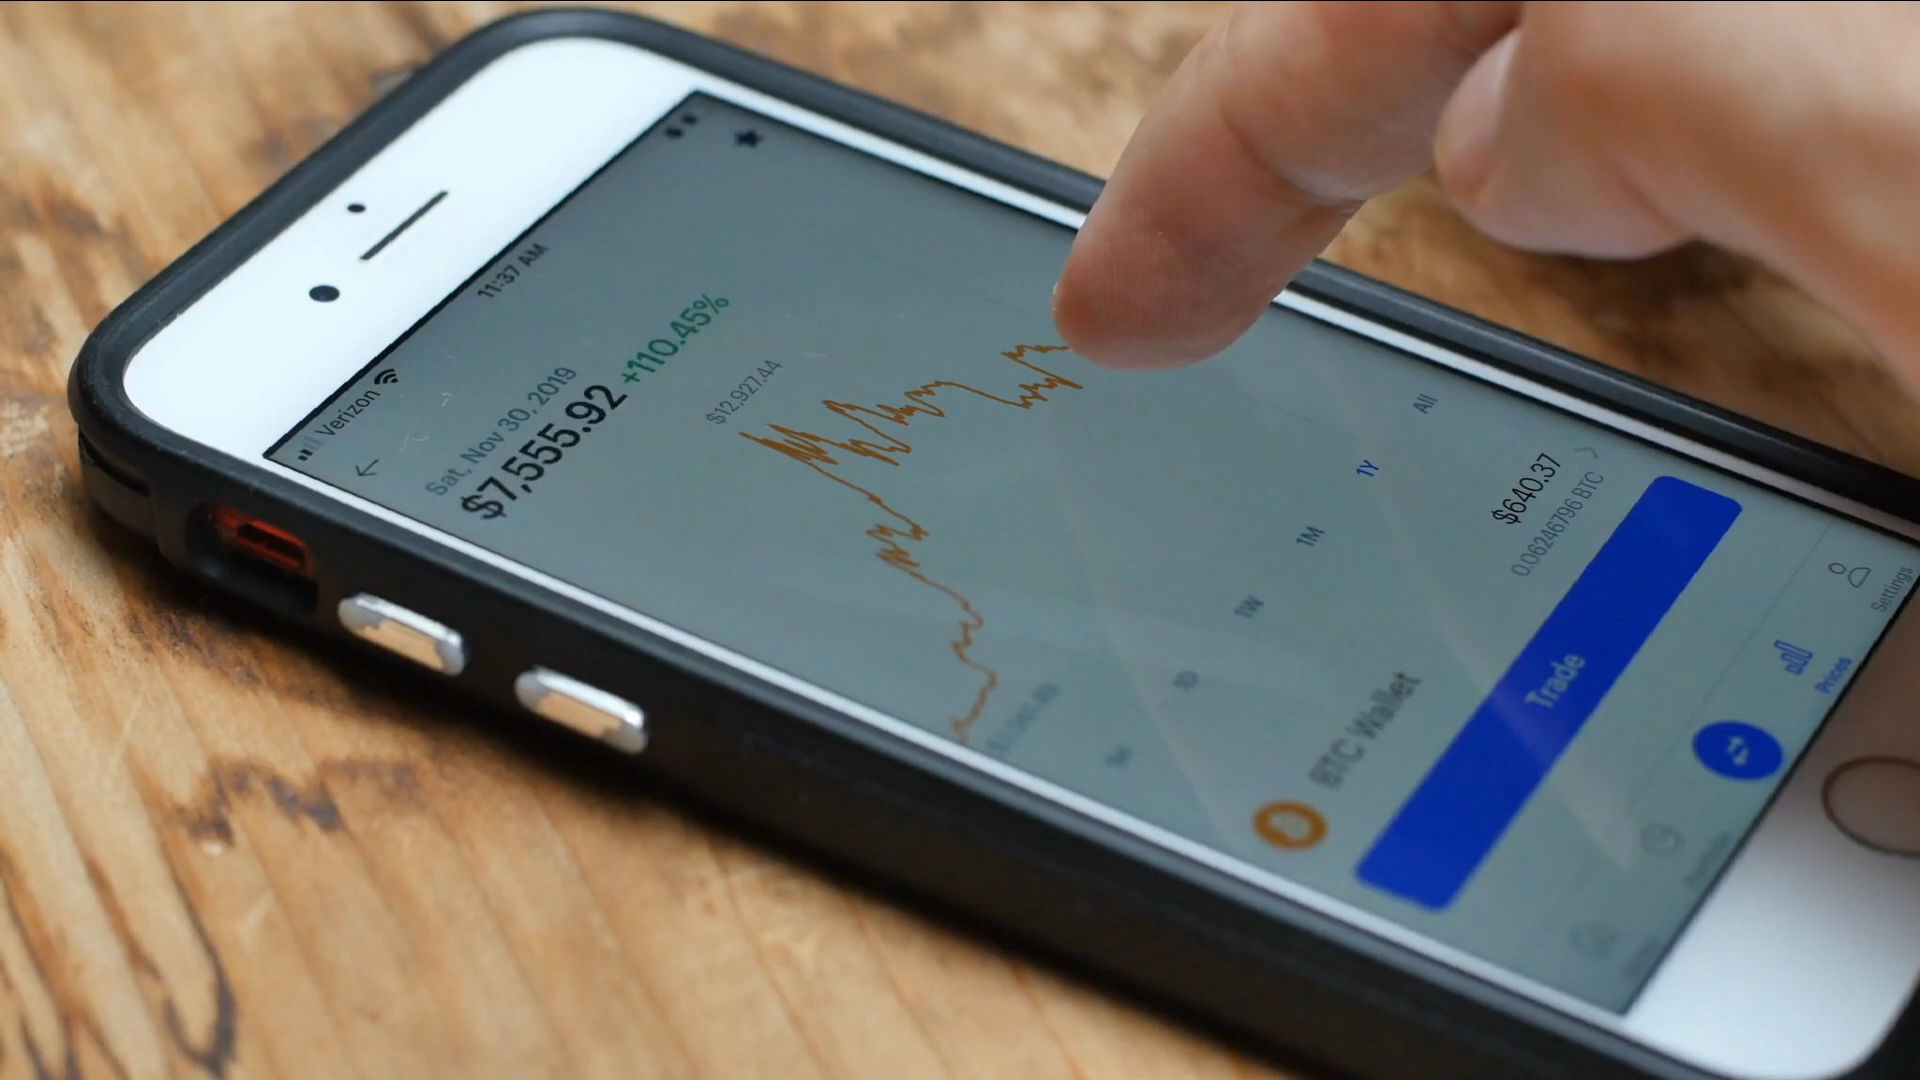 Verizon
11:37 AM
Sat, Nov 30, 2019
$7,555.92 +110.45%
$12,927.44
1D
1W
1M
1Y
All
BTC Wallet
$640.37
0.06246796 BTC
Trade
Prices
Settings